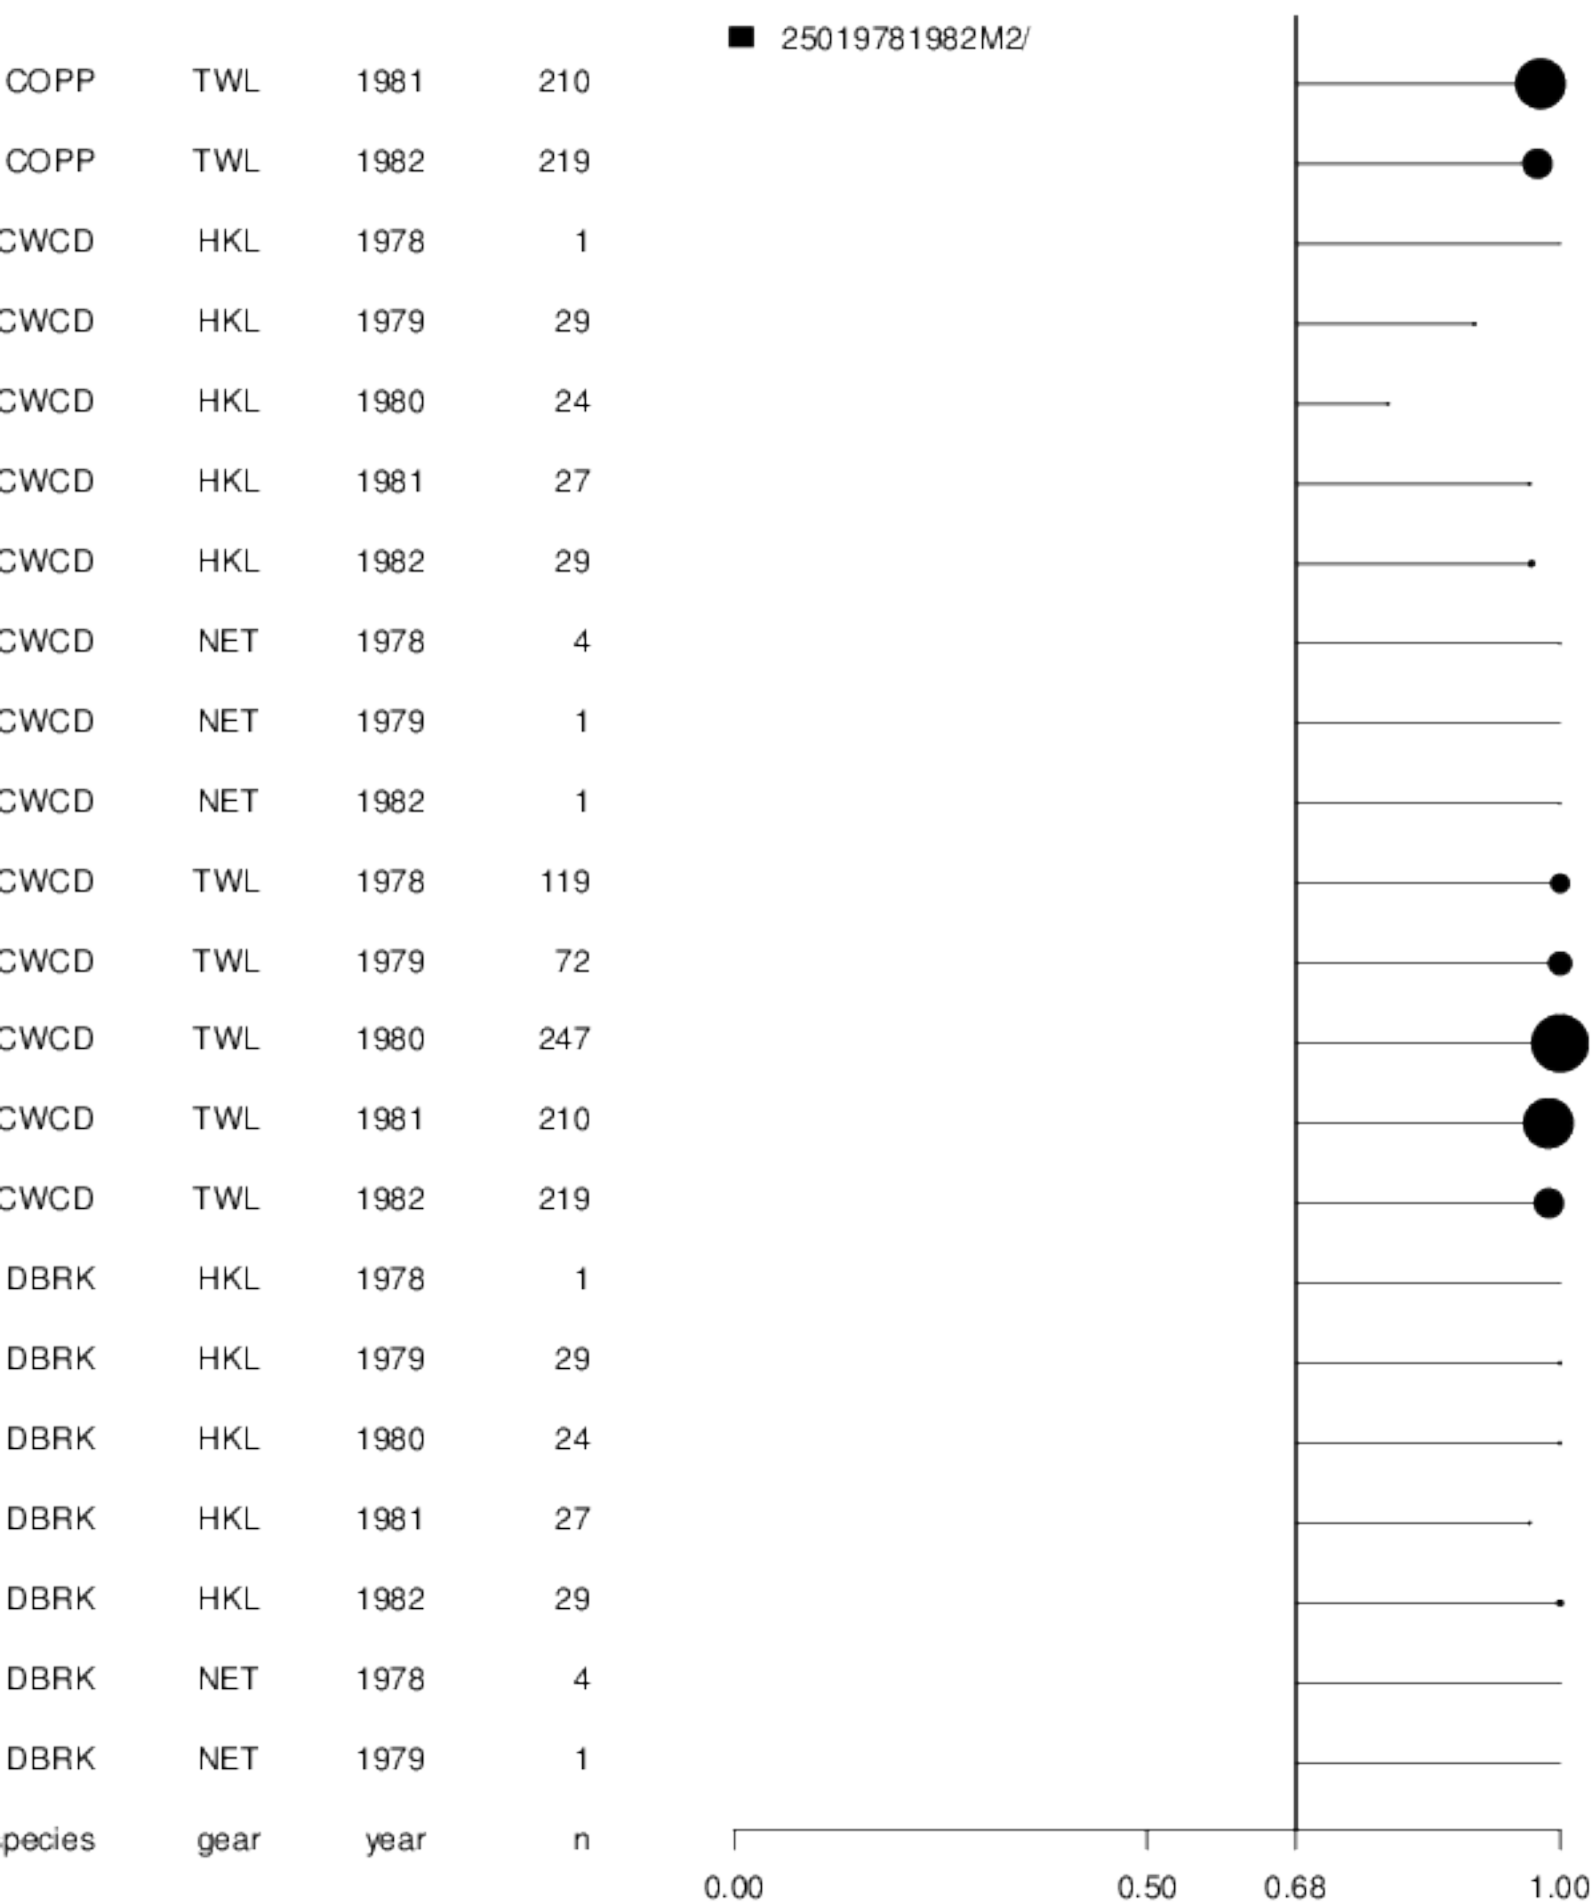 25019781982M2/
COPP TWL 1981 210
COPP TWL 1982 219
CWCD HKL 1978 1
CWCD HKL 1979 29
CWCD HKL 1980 24
CWCD HKL 1981 27
CWCD HKL 1982 29
CWCD NET 1978 4
CWCD NET 1979 1
CWCD NET 1982 1
CWCD TWL 1978 119
CWCD TWL 1979 72
CWCD TWL 1980 247
CWCD TWL 1981 210
CWCD TWL 1982 219
DBRK HKL 1978 1
DBRK HKL 1979 29
DBRK HKL 1980 24
DBRK HKL 1981 27
DBRK HKL 1982 29
DBRK NET 1978 4
DBRK NET 1979 1
pecies gear year n
0.00 0.50 0.68 1.00